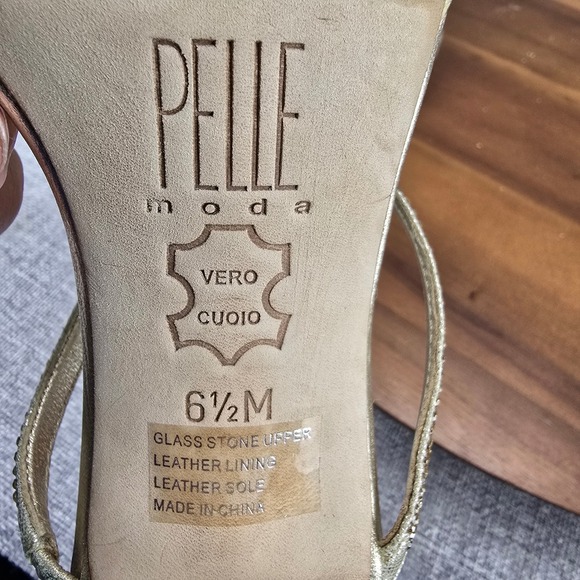 PELLE
moda
VERO
CUOIO
6½M
GLASS STONE UPPER
LEATHER LINING
LEATHER SOLE
MADE IN CHINA